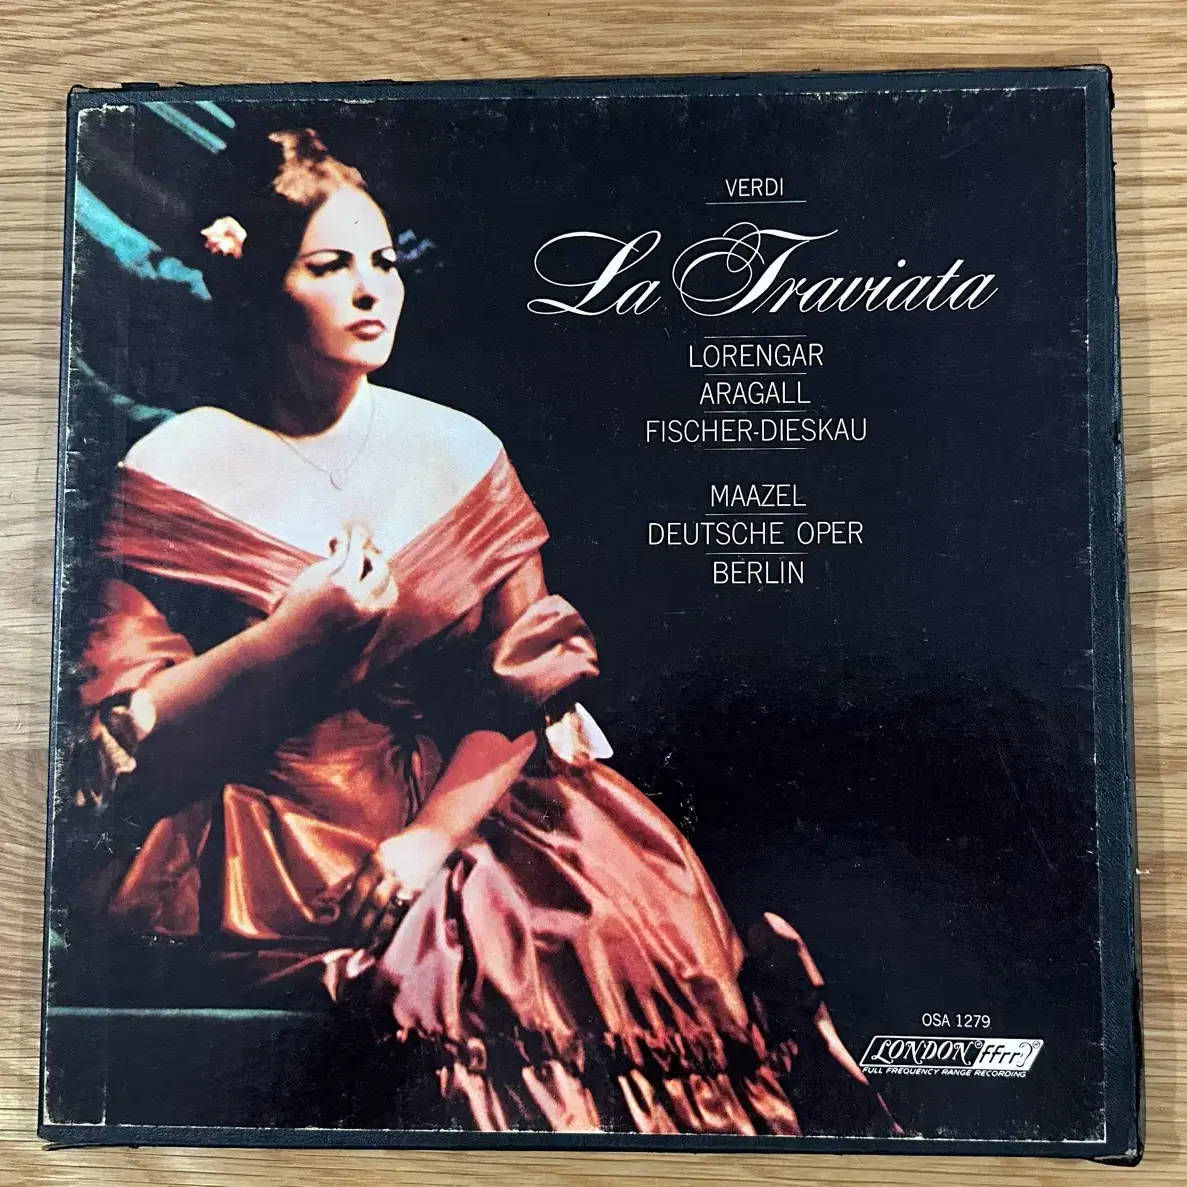 VERDI
La Traviata
LORENGAR
ARAGALL
FISCHER-DIESKAU
MAAZEL
DEUTSCHE OPER
BERLIN
OSA 1279
LONDON ffrr
FULL FREQUENCY RANGE RECORDING